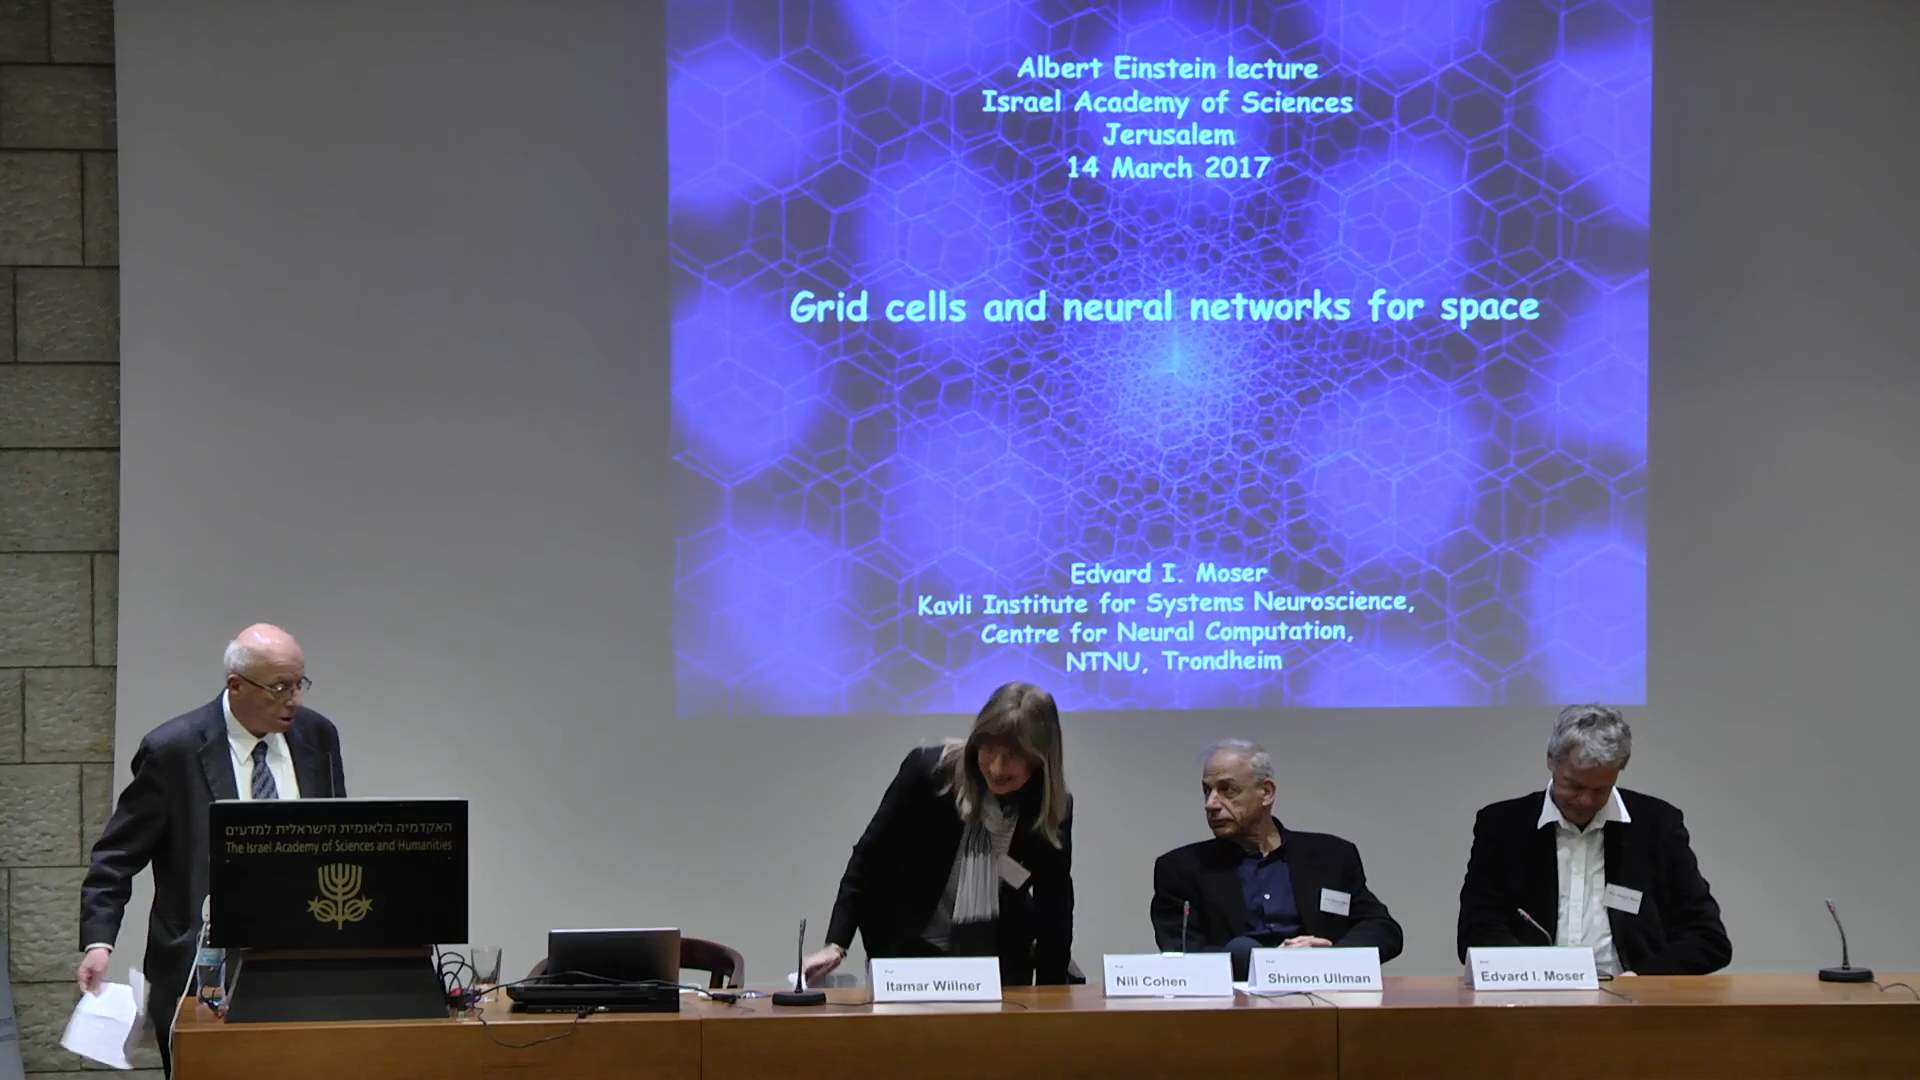 Albert Einstein lecture
Israel Academy of Sciences
Jerusalem
14 March 2017
Grid cells and neural networks for space
Edvard I. Moser
Kavli Institute for Systems Neuroscience,
Centre for Neural Computation,
NTNU, Trondheim
האקדמיה הלאומית הישראלית למדעים
The Israel Academy of Sciences and Humanities
Itamar Willner
Nili Cohen
Shimon Ullman
Edvard I. Moser